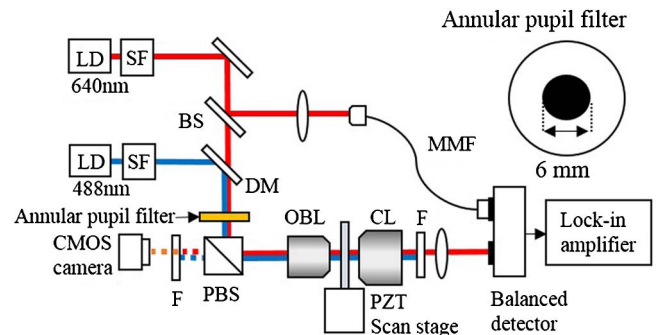 Annular pupil filter
LD
SF
640nm
BS
MMF
6 mm
LD
SF
488nm
DM
Annular pupil filter
OBL
CL
F
Lock-in
amplifier
CMOS
camera
F
PBS
PZT
Scan stage
Balanced
detector